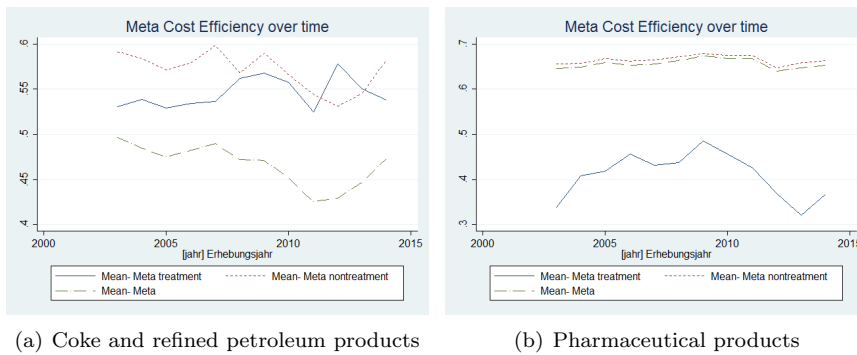 Meta Cost Efficiency over time
.6
.55
.5
.45
.4
2000
2005
2010
2015
[jahr] Erhebungsjahr
Mean- Meta treatment
Mean- Meta nontreatment
Mean- Meta
(a) Coke and refined petroleum products
Meta Cost Efficiency over time
.7
.6
.5
.4
.3
2000
2005
2010
2015
[jahr] Erhebungsjahr
Mean- Meta treatment
Mean- Meta nontreatment
Mean- Meta
(b) Pharmaceutical products